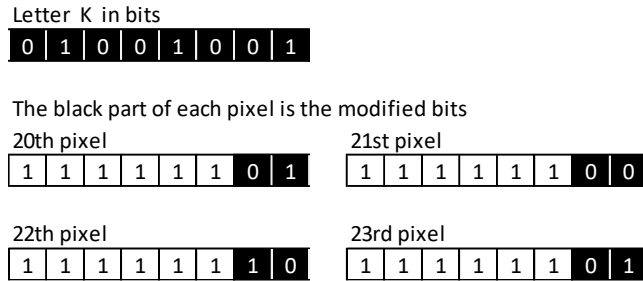 Letter K in bits
0 1 0 0 1 0 0 1
The black part of each pixel is the modified bits
20th pixel
1 1 1 1 1 1 0 1
21st pixel
1 1 1 1 1 1 0 0
22th pixel
1 1 1 1 1 1 1 0
23rd pixel
1 1 1 1 1 1 0 1